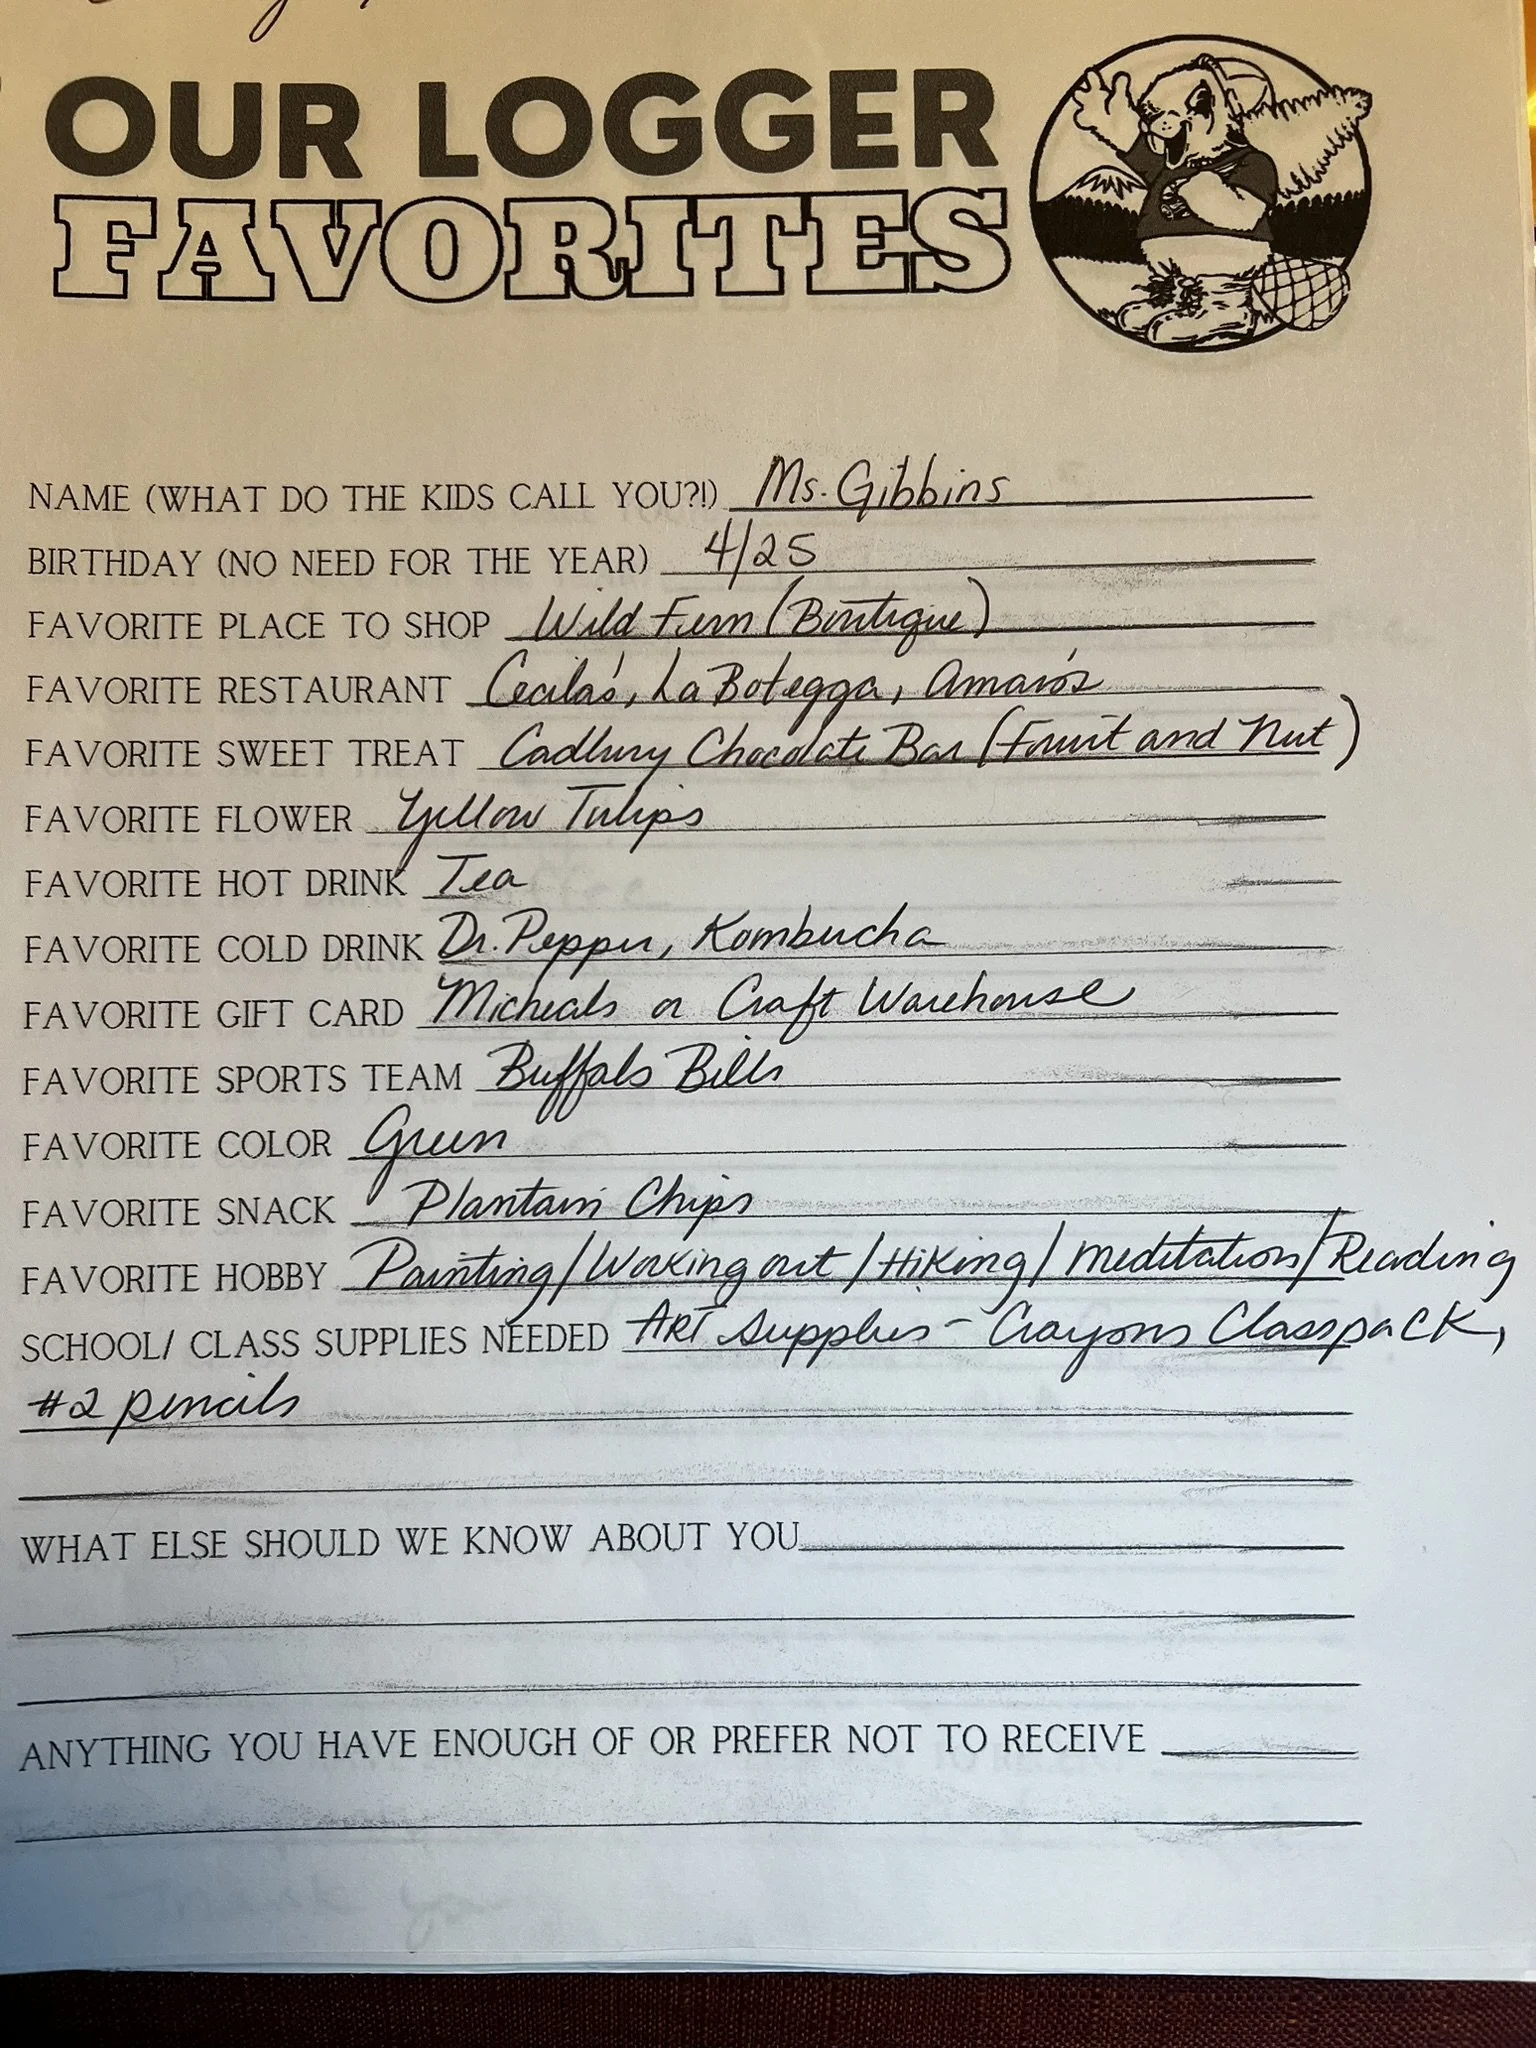 OUR LOGGER
FAVORITES
NAME (WHAT DO THE KIDS CALL YOU?!) Ms. Gibbins
BIRTHDAY (NO NEED FOR THE YEAR) 4/25
FAVORITE PLACE TO SHOP Wild Fern (Boutique)
FAVORITE RESTAURANT Cecila's, La Botegga, Amaro's
FAVORITE SWEET TREAT Cadbury Chocolate Bar (Fruit and Nut)
FAVORITE FLOWER Yellow Tulips
FAVORITE HOT DRINK Tea
FAVORITE COLD DRINK Dr. Pepper, Kombucha
FAVORITE GIFT CARD Micheals or Craft Warehouse
FAVORITE SPORTS TEAM Buffalo Bills
FAVORITE COLOR Green
FAVORITE SNACK Plantain Chips
FAVORITE HOBBY Painting/Working out/Hiking/Meditation/Reading
SCHOOL/ CLASS SUPPLIES NEEDED ART Supplies - Crayons Classpack,
#2 pencils
WHAT ELSE SHOULD WE KNOW ABOUT YOU
ANYTHING YOU HAVE ENOUGH OF OR PREFER NOT TO RECEIVE